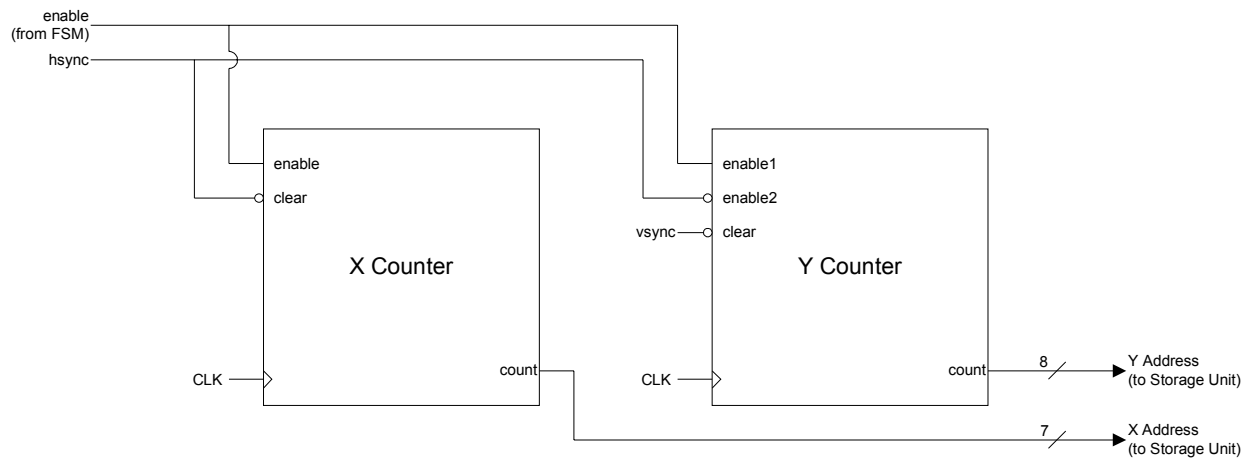 enable
(from FSM)
hsync
enable
clear
X Counter
CLK
count
enable1
enable2
vsync
clear
Y Counter
CLK
count
8
Y Address
(to Storage Unit)
7
X Address
(to Storage Unit)